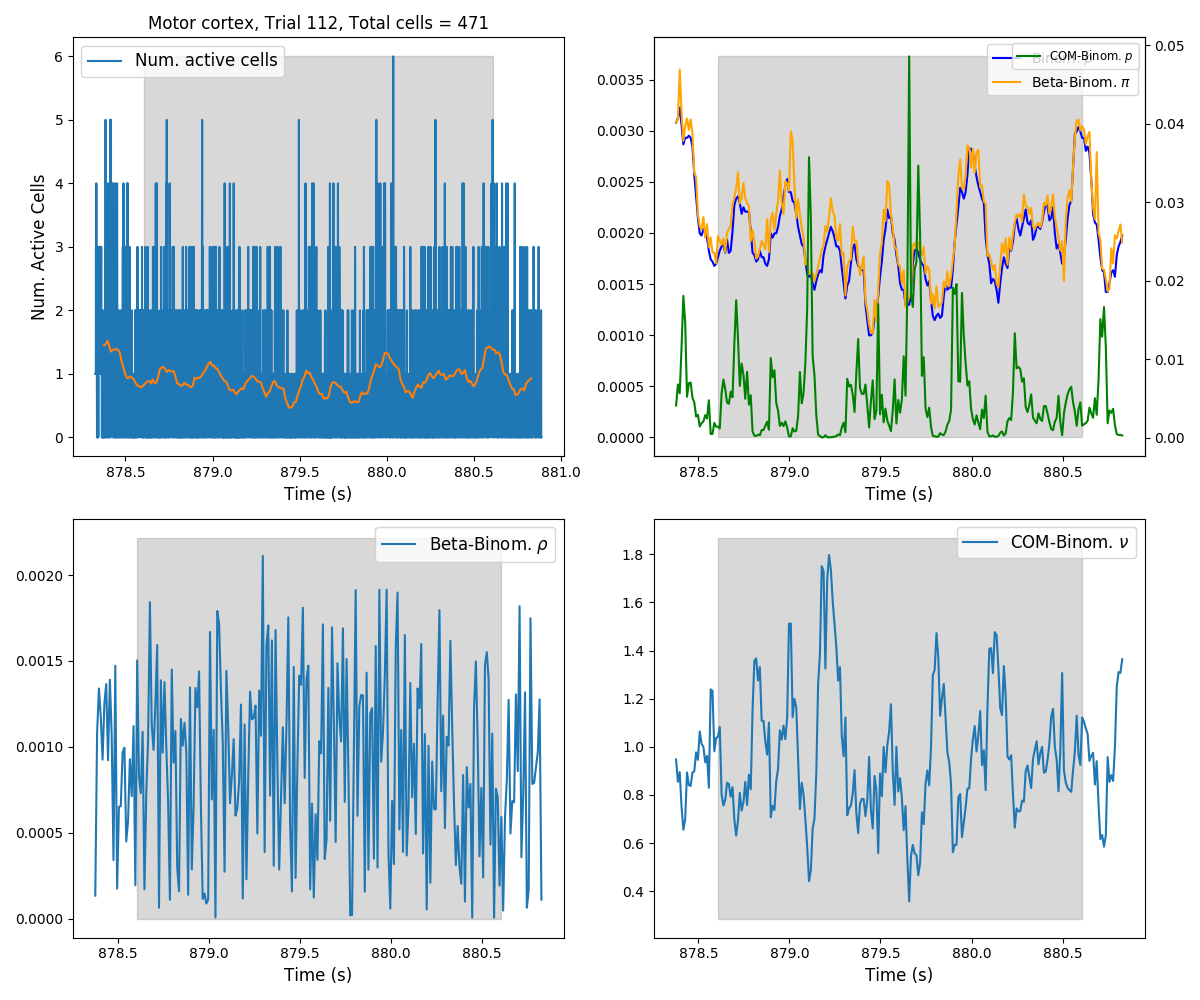 Motor cortex, Trial 112, Total cells = 471
Num. active cells
Num. Active Cells
6
5
4
3
2
1
0
878.5 879.0 879.5 880.0 880.5 881.0
Time (s)
COM-Binom. p
Binom. p
Beta-Binom. π
0.0035
0.0030
0.0025
0.0020
0.0015
0.0010
0.0005
0.0000
0.05
0.04
0.03
0.02
0.01
0.00
878.5 879.0 879.5 880.0 880.5
Time (s)
Beta-Binom. ρ
0.0020
0.0015
0.0010
0.0005
0.0000
878.5 879.0 879.5 880.0 880.5
Time (s)
COM-Binom. ν
1.8
1.6
1.4
1.2
1.0
0.8
0.6
0.4
878.5 879.0 879.5 880.0 880.5
Time (s)